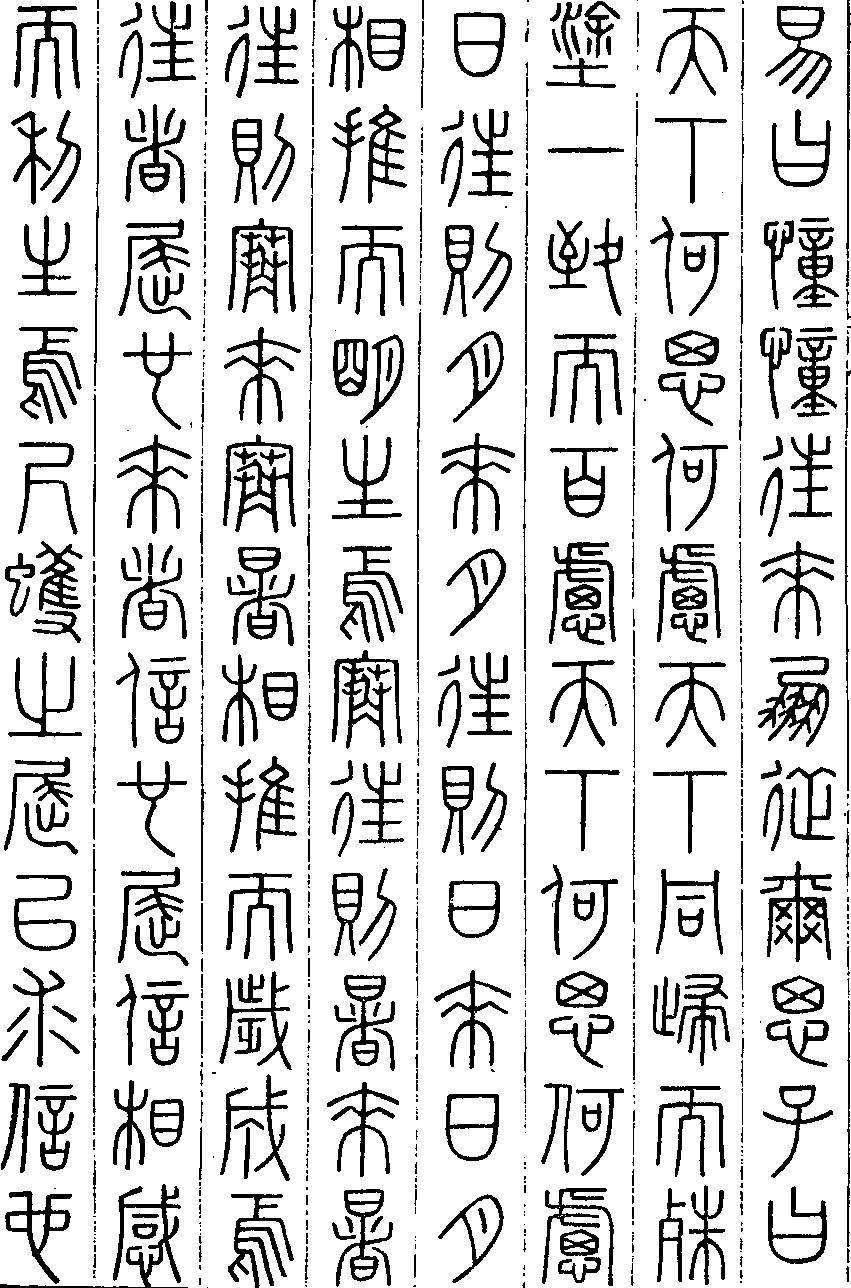 易曰憧憧往來朋從爾思子曰
天下何思何慮天下同歸而殊
塗一致而百慮天下何思何慮
日往則月來月往則日來日月
相推而明生焉寒往則暑來暑
往則寒來寒暑相推而歲成焉
往者屈也來者信也屈信相感
而利生焉尺蠖之屈以求信也